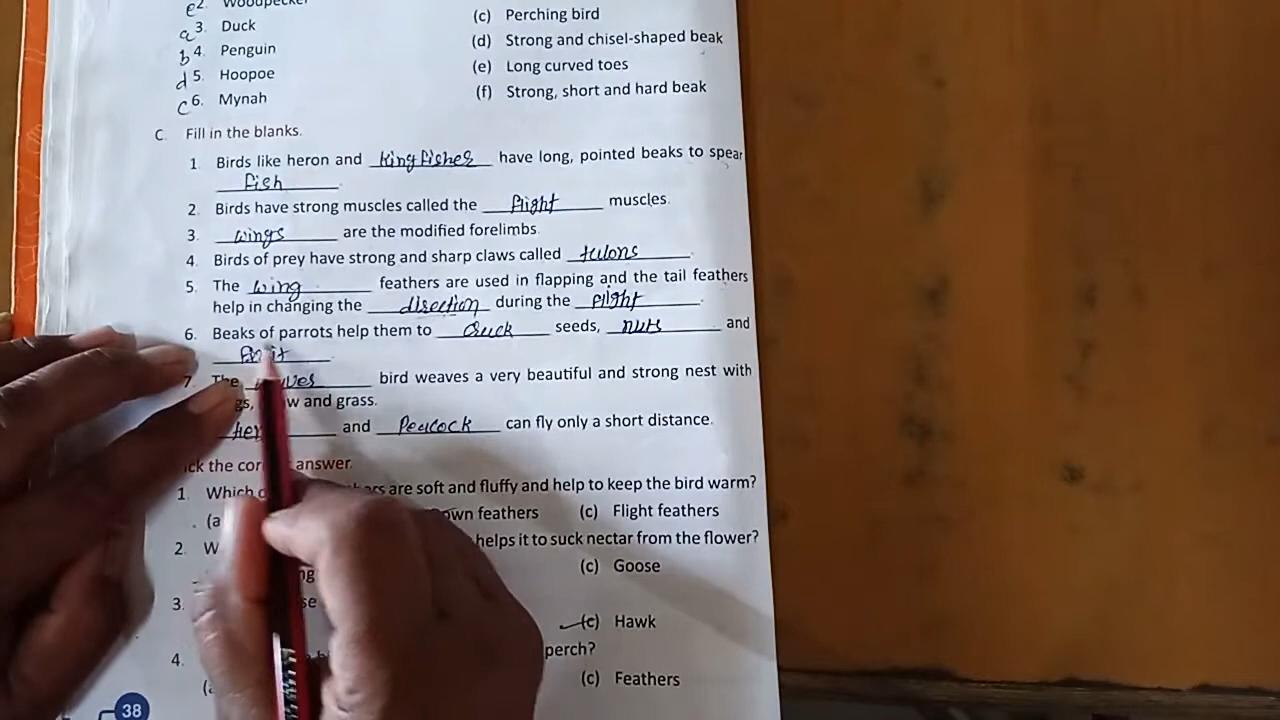 e 2. Woodpecker
(c) Perching bird
a 3. Duck
(d) Strong and chisel-shaped beak
b 4. Penguin
(e) Long curved toes
d 5. Hoopoe
(f) Strong, short and hard beak
c 6. Mynah
C. Fill in the blanks.
1. Birds like heron and kingfisher have long, pointed beaks to spear
fish.
2. Birds have strong muscles called the flight muscles.
3. wings are the modified forelimbs.
4. Birds of prey have strong and sharp claws called talons.
5. The wing feathers are used in flapping and the tail feathers
help in changing the direction during the flight.
6. Beaks of parrots help them to seeds, nuts and
fruit.
7. The bird weaves a very beautiful and strong nest with
and grass.
hen and Peacock can fly only a short distance.
answer.
1. Which are soft and fluffy and help to keep the bird warm?
(a feathers (c) Flight feathers
2. W helps it to suck nectar from the flower?
(c) Goose
3.
(c) Hawk
4. perch?
(c) Feathers
38